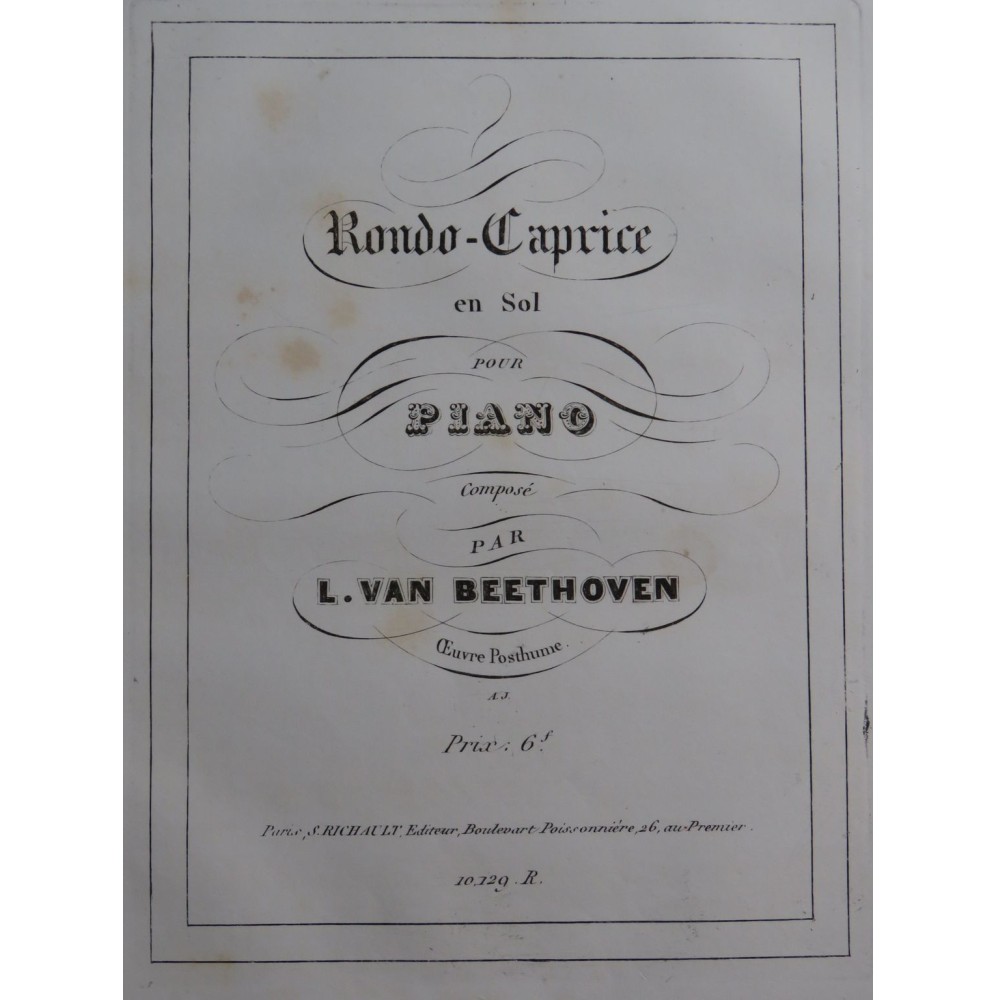 Rondo-Caprice
en Sol
POUR
PIANO
Composé
PAR
L. VAN BEETHOVEN
Œuvre Posthume.
A.J.
Prix: 6f.
Paris, S. RICHAULT, Editeur, Boulevart Poissonnière, 26, au Premier.
10,129. R.